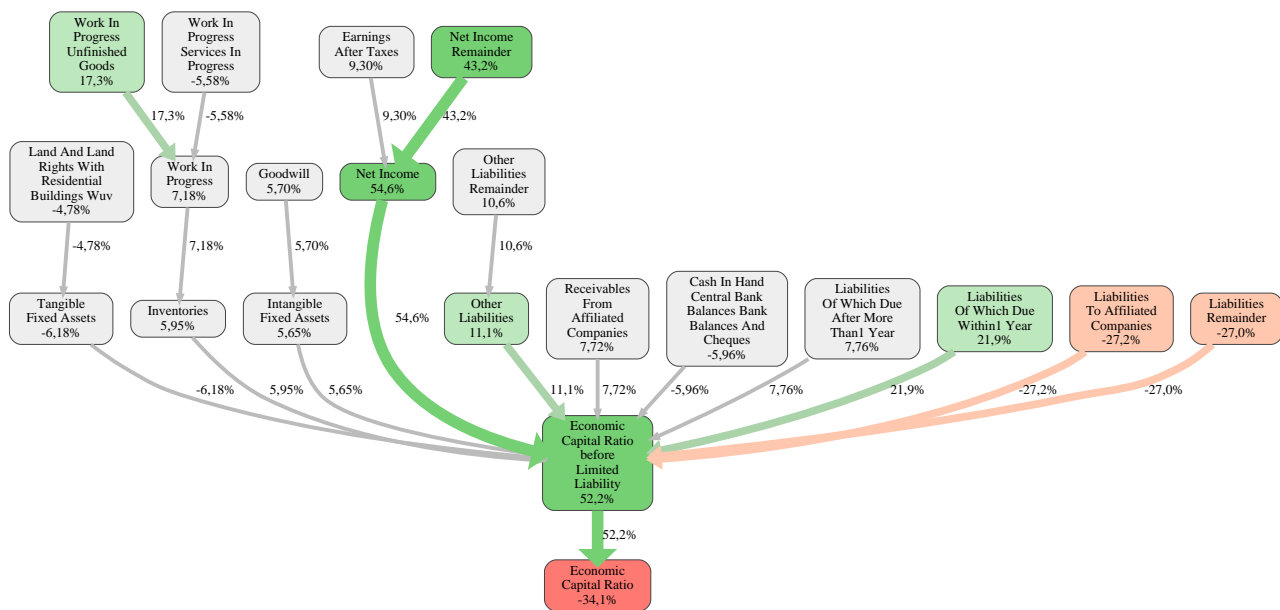 Work In
Progress
Unfinished
Goods
17,3%
Work In
Progress
Services In
Progress
-5,58%
Earnings
After Taxes
9,30%
Net Income
Remainder
43,2%
17,3%
-5,58%
9,30%
43,2%
Land And Land
Rights With
Residential
Buildings Wuv
-4,78%
Work In
Progress
7,18%
Goodwill
5,70%
Net Income
54,6%
Other
Liabilities
Remainder
10,6%
-4,78%
7,18%
5,70%
10,6%
Tangible
Fixed Assets
-6,18%
Inventories
5,95%
Intangible
Fixed Assets
5,65%
54,6%
Other
Liabilities
11,1%
Receivables
From
Affiliated
Companies
7,72%
Cash In Hand
Central Bank
Balances Bank
Balances And
Cheques
-5,96%
Liabilities
Of Which Due
After More
Than1 Year
7,76%
Liabilities
Of Which Due
Within1 Year
21,9%
Liabilities
To Affiliated
Companies
-27,2%
Liabilities
Remainder
-27,0%
-6,18%
5,95%
5,65%
11,1%
7,72%
-5,96%
7,76%
21,9%
-27,2%
-27,0%
Economic
Capital Ratio
before
Limited
Liability
52,2%
52,2%
Economic
Capital Ratio
-34,1%